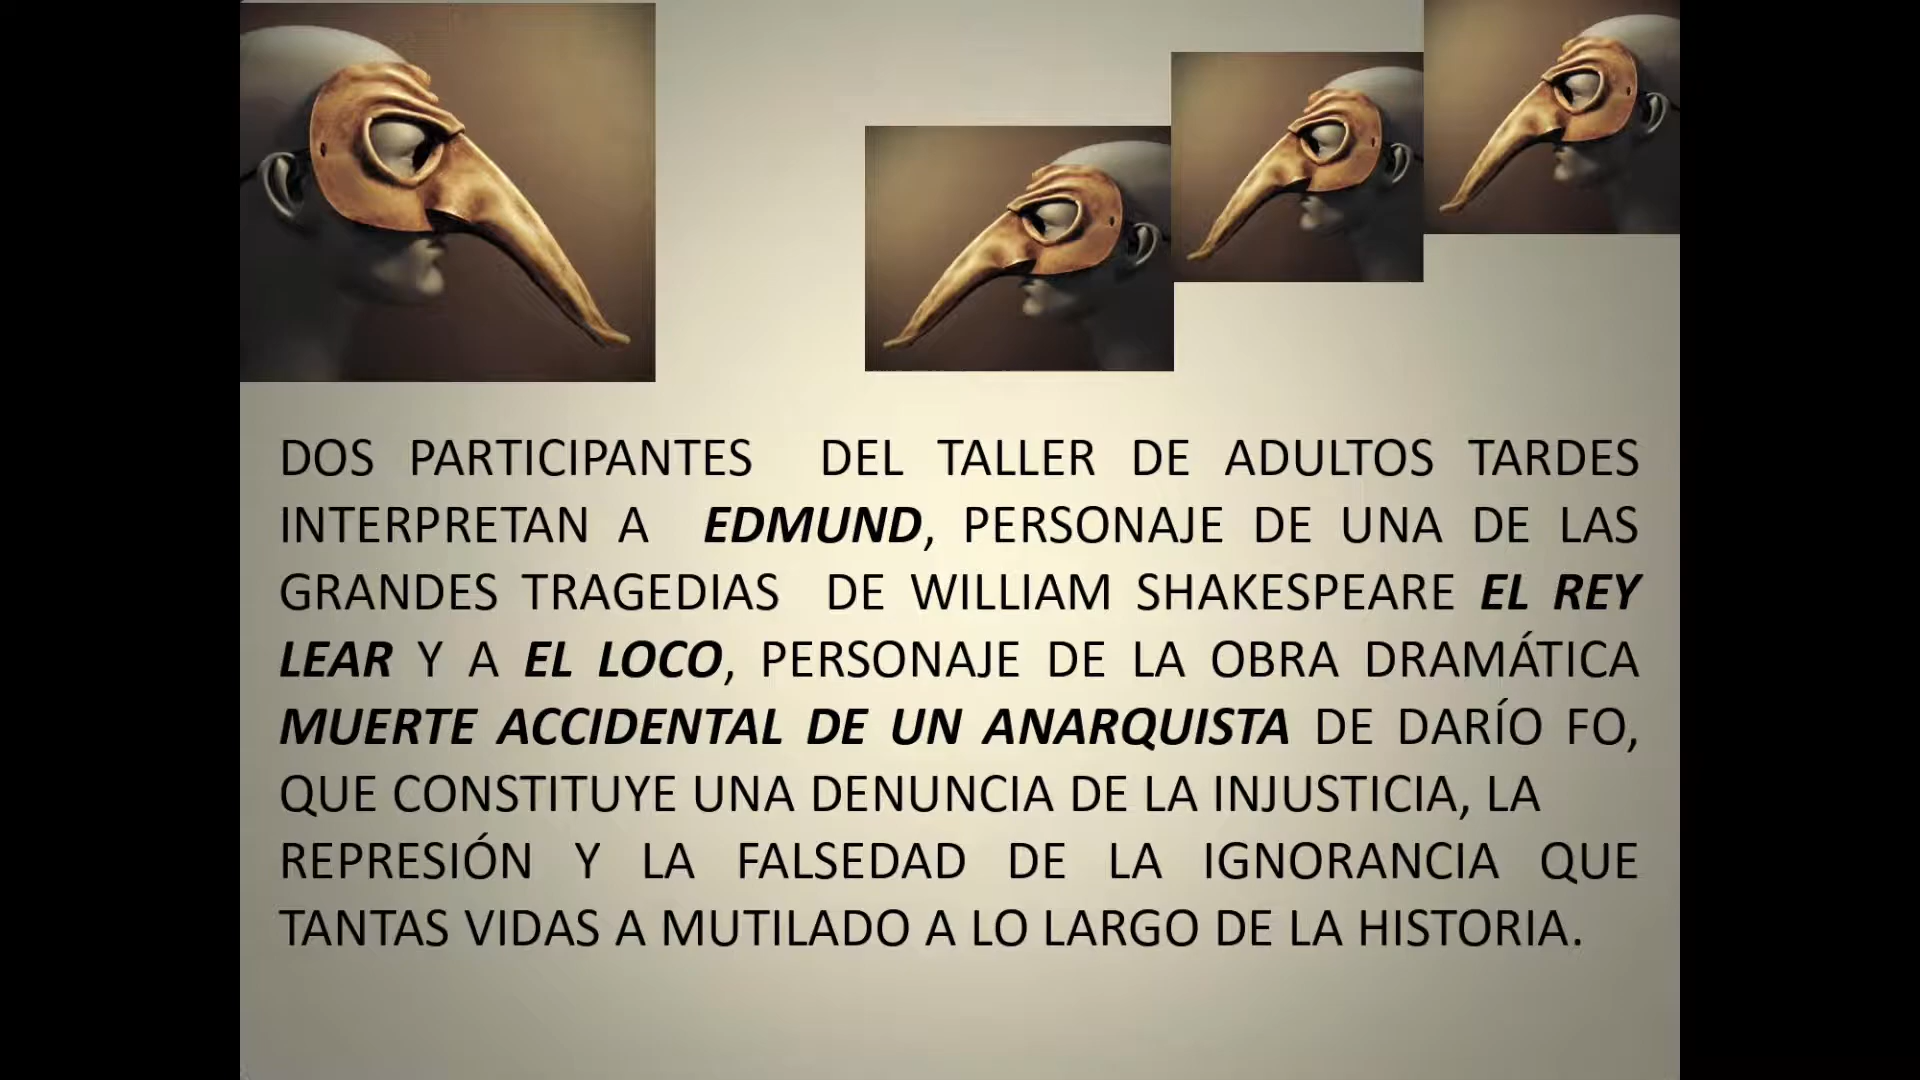 DOS PARTICIPANTES DEL TALLER DE ADULTOS TARDES
INTERPRETAN A EDMUND, PERSONAJE DE UNA DE LAS
GRANDES TRAGEDIAS DE WILLIAM SHAKESPEARE EL REY
LEAR Y A EL LOCO, PERSONAJE DE LA OBRA DRAMÁTICA
MUERTE ACCIDENTAL DE UN ANARQUISTA DE DARÍO FO,
QUE CONSTITUYE UNA DENUNCIA DE LA INJUSTICIA, LA
REPRESIÓN Y LA FALSEDAD DE LA IGNORANCIA QUE
TANTAS VIDAS A MUTILADO A LO LARGO DE LA HISTORIA.